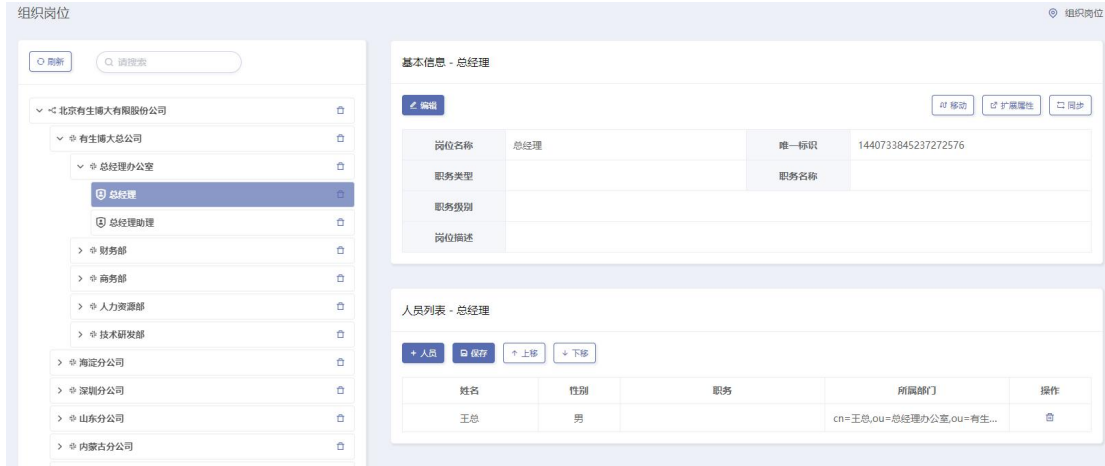 组织岗位
组织岗位
刷新
请搜索
北京有生博大有限股份公司
有生博大总公司
总经理办公室
总经理
总经理助理
财务部
商务部
人力资源部
技术研发部
海淀分公司
深圳分公司
山东分公司
内蒙古分公司
基本信息 - 总经理
编辑
移动 扩展属性 同步
岗位名称 总经理 唯一标识 1440733845237272576
职务类型 职务名称
职务级别
岗位描述
人员列表 - 总经理
+ 人员 保存 ↑ 上移 ↓ 下移
姓名 性别 职务 所属部门 操作
王总 男 cn=王总,ou=总经理办公室,ou=有生...